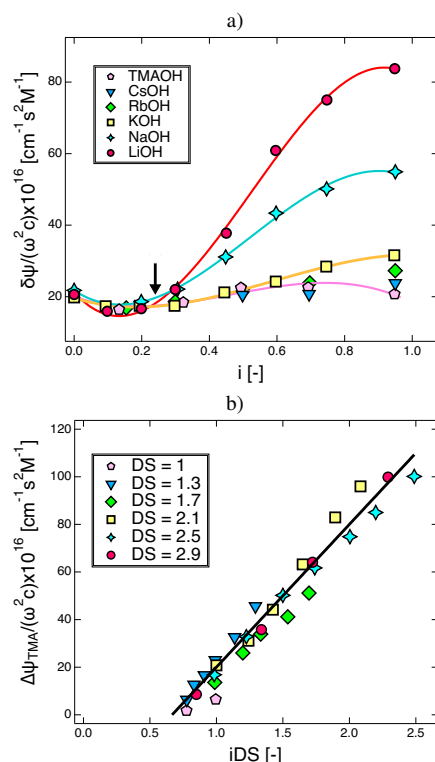 a)
δψ/(ω²c)x10¹⁶ [cm⁻¹s²M⁻¹]
80
60
40
20
TMAOH
CsOH
RbOH
KOH
NaOH
LiOH
0.0 0.2 0.4 0.6 0.8 1.0
i [-]
b)
Δψ_TMA/(ω²c)x10¹⁶ [cm⁻¹s²M⁻¹]
120
100
80
60
40
20
0
DS = 1
DS = 1.3
DS = 1.7
DS = 2.1
DS = 2.5
DS = 2.9
0.0 0.5 1.0 1.5 2.0 2.5
iDS [-]